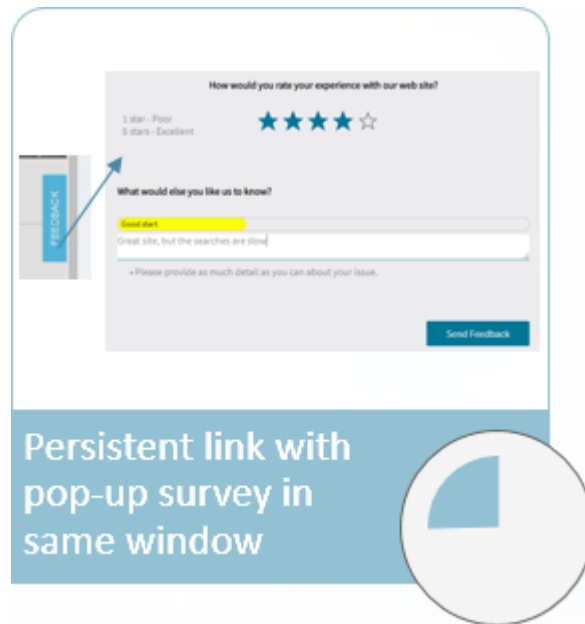 How would you rate your experience with our web site?
1 star - Poor
5 stars - Excellent
FEEDBACK
What would else you like us to know?
Good start
Great site, but the searches are slow
• Please provide as much detail as you can about your issue.
Send Feedback
Persistent link with
pop-up survey in
same window